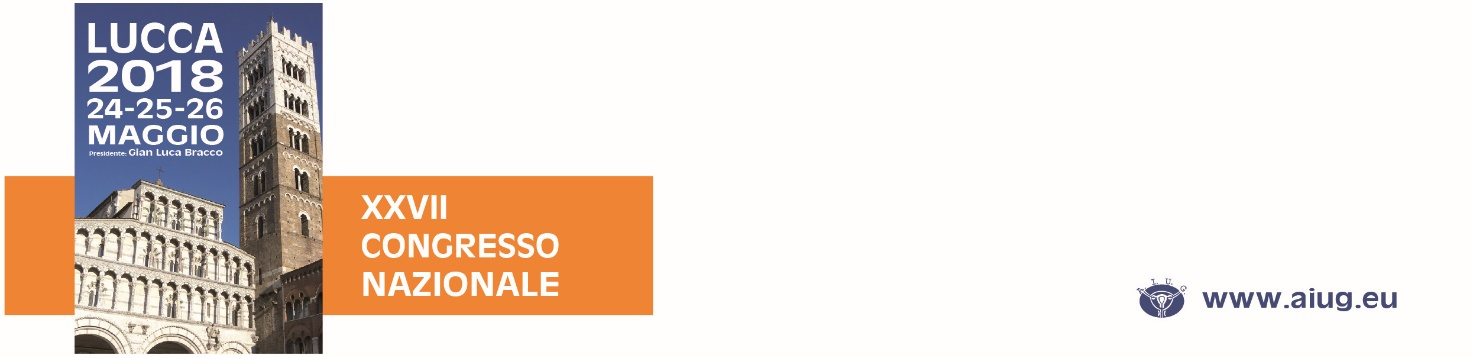 LUCCA
2018
24-25-26
MAGGIO
Presidente: Gian Luca Bracco
XXVII
CONGRESSO
NAZIONALE
A.I.U.G.
www.aiug.eu